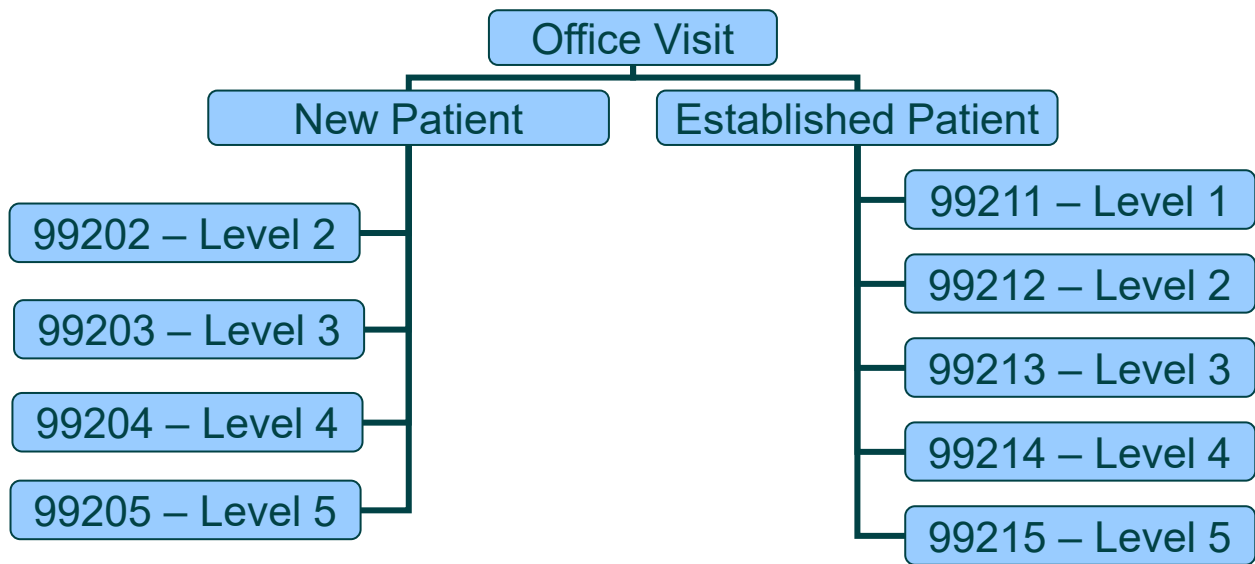 Office Visit
New Patient
99202 – Level 2
99203 – Level 3
99204 – Level 4
99205 – Level 5
Established Patient
99211 – Level 1
99212 – Level 2
99213 – Level 3
99214 – Level 4
99215 – Level 5